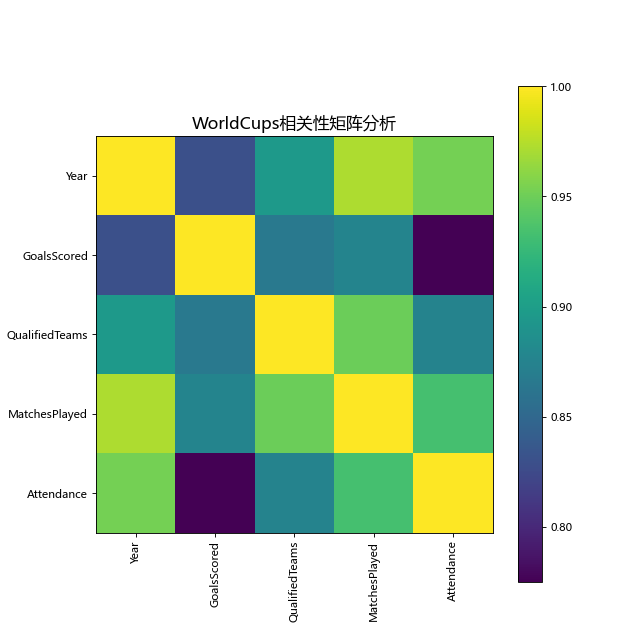 WorldCups相关性矩阵分析
Year
GoalsScored
QualifiedTeams
MatchesPlayed
Attendance
Year
GoalsScored
QualifiedTeams
MatchesPlayed
Attendance
1.00
0.95
0.90
0.85
0.80